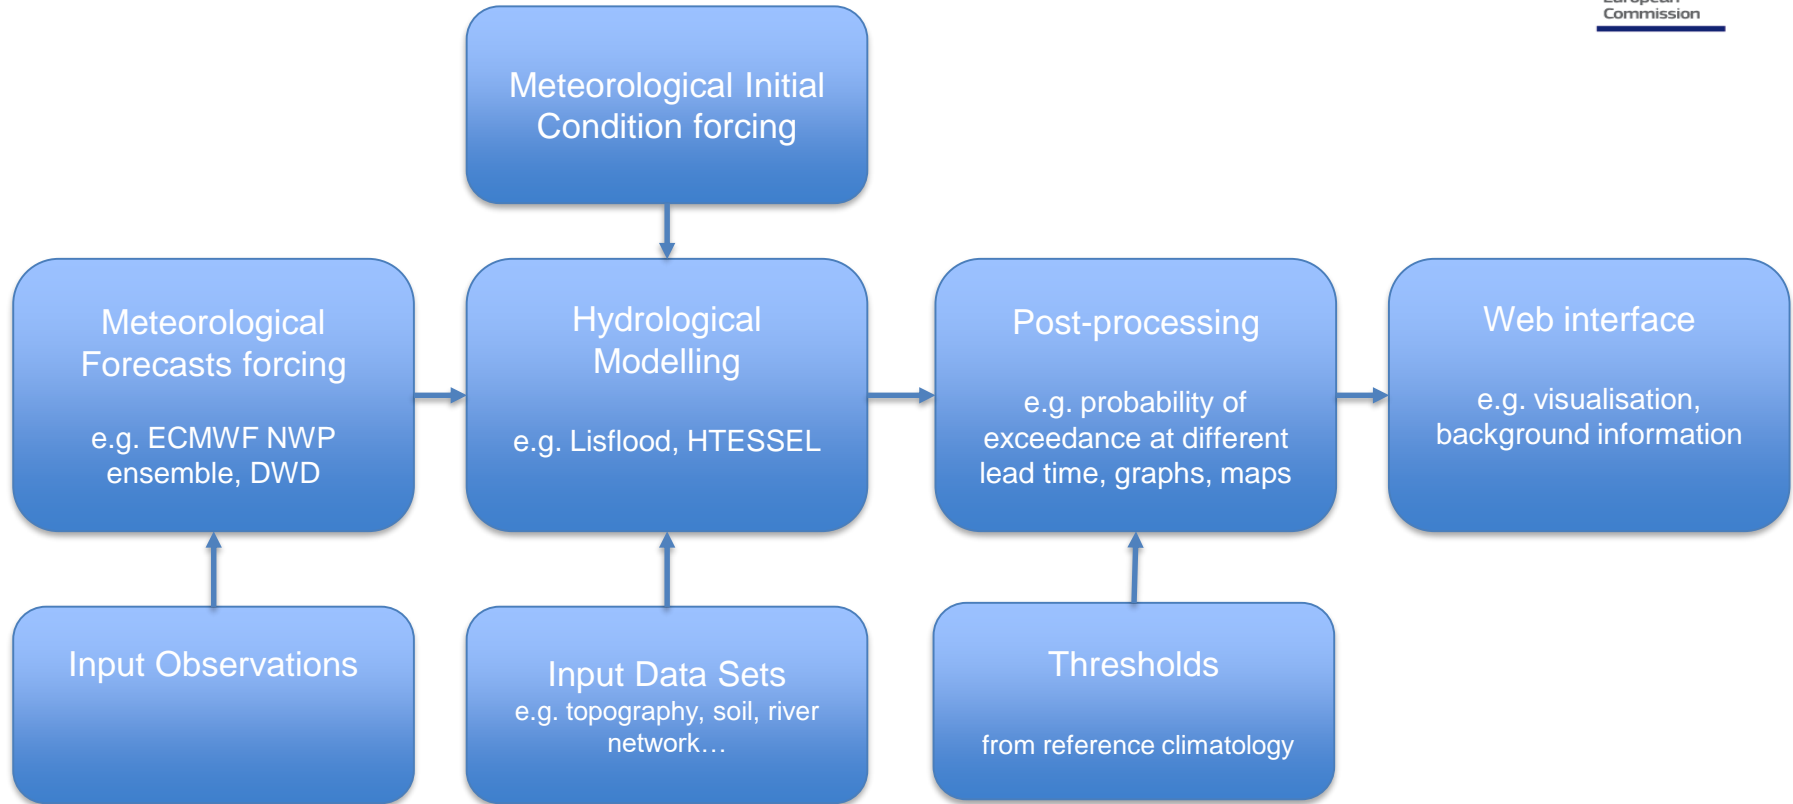 European
Commission
Meteorological Initial
Condition forcing
Meteorological
Forecasts forcing
e.g. ECMWF NWP
ensemble, DWD
Hydrological
Modelling
e.g. Lisflood, HTESSEL
Post-processing
e.g. probability of
exceedance at different
lead time, graphs, maps
Web interface
e.g. visualisation,
background information
Input Observations
Input Data Sets
e.g. topography, soil, river
network…
Thresholds
from reference climatology